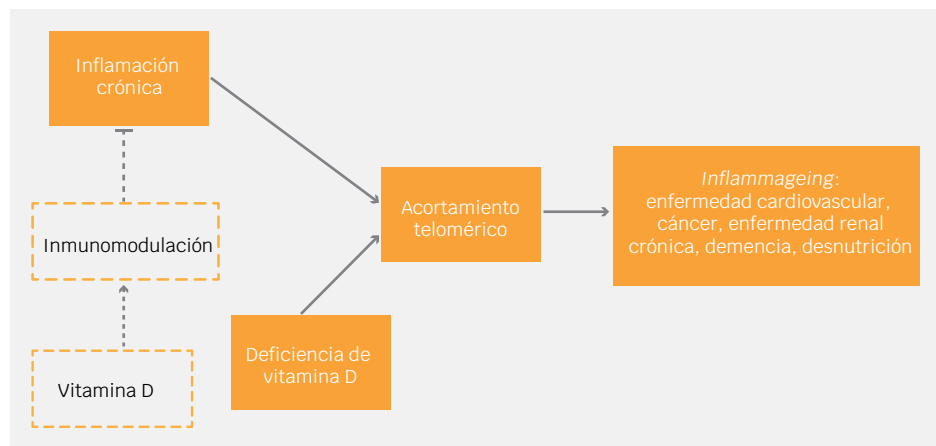 Inflamación
crónica
Inmunomodulación
Vitamina D
Deficiencia de
vitamina D
Acortamiento
telomérico
Inflammageing:
enfermedad cardiovascular,
cáncer, enfermedad renal
crónica, demencia, desnutrición